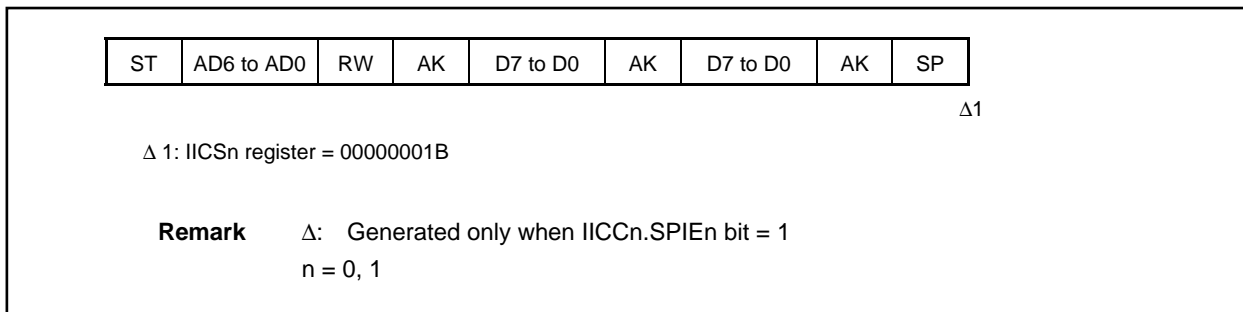 ST AD6 to AD0 RW AK D7 to D0 AK D7 to D0 AK SP
Δ1
Δ 1: IICSn register = 00000001B
Remark Δ: Generated only when IICCn.SPIEn bit = 1
n = 0, 1